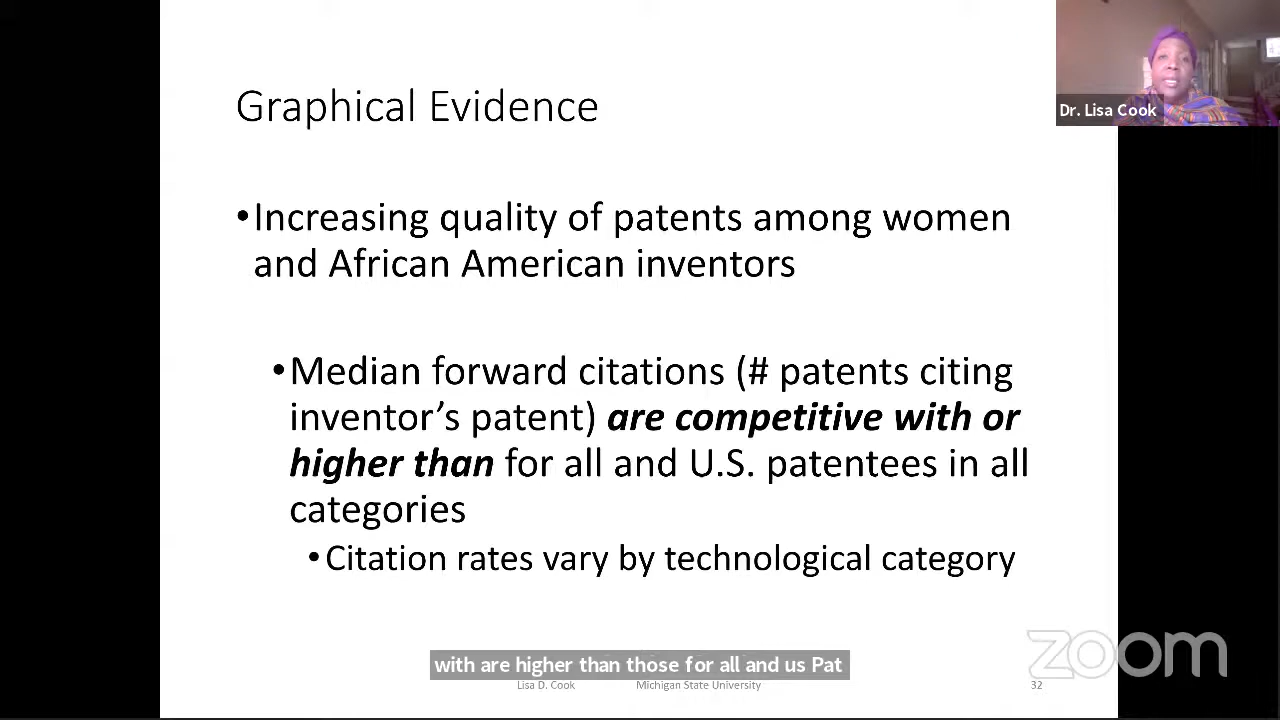 Graphical Evidence
Dr. Lisa Cook
•Increasing quality of patents among women
and African American inventors
•Median forward citations (# patents citing
inventor’s patent) are competitive with or
higher than for all and U.S. patentees in all
categories
•Citation rates vary by technological category
with are higher than those for all and us Pat
Lisa D. Cook Michigan State University 32
zoom